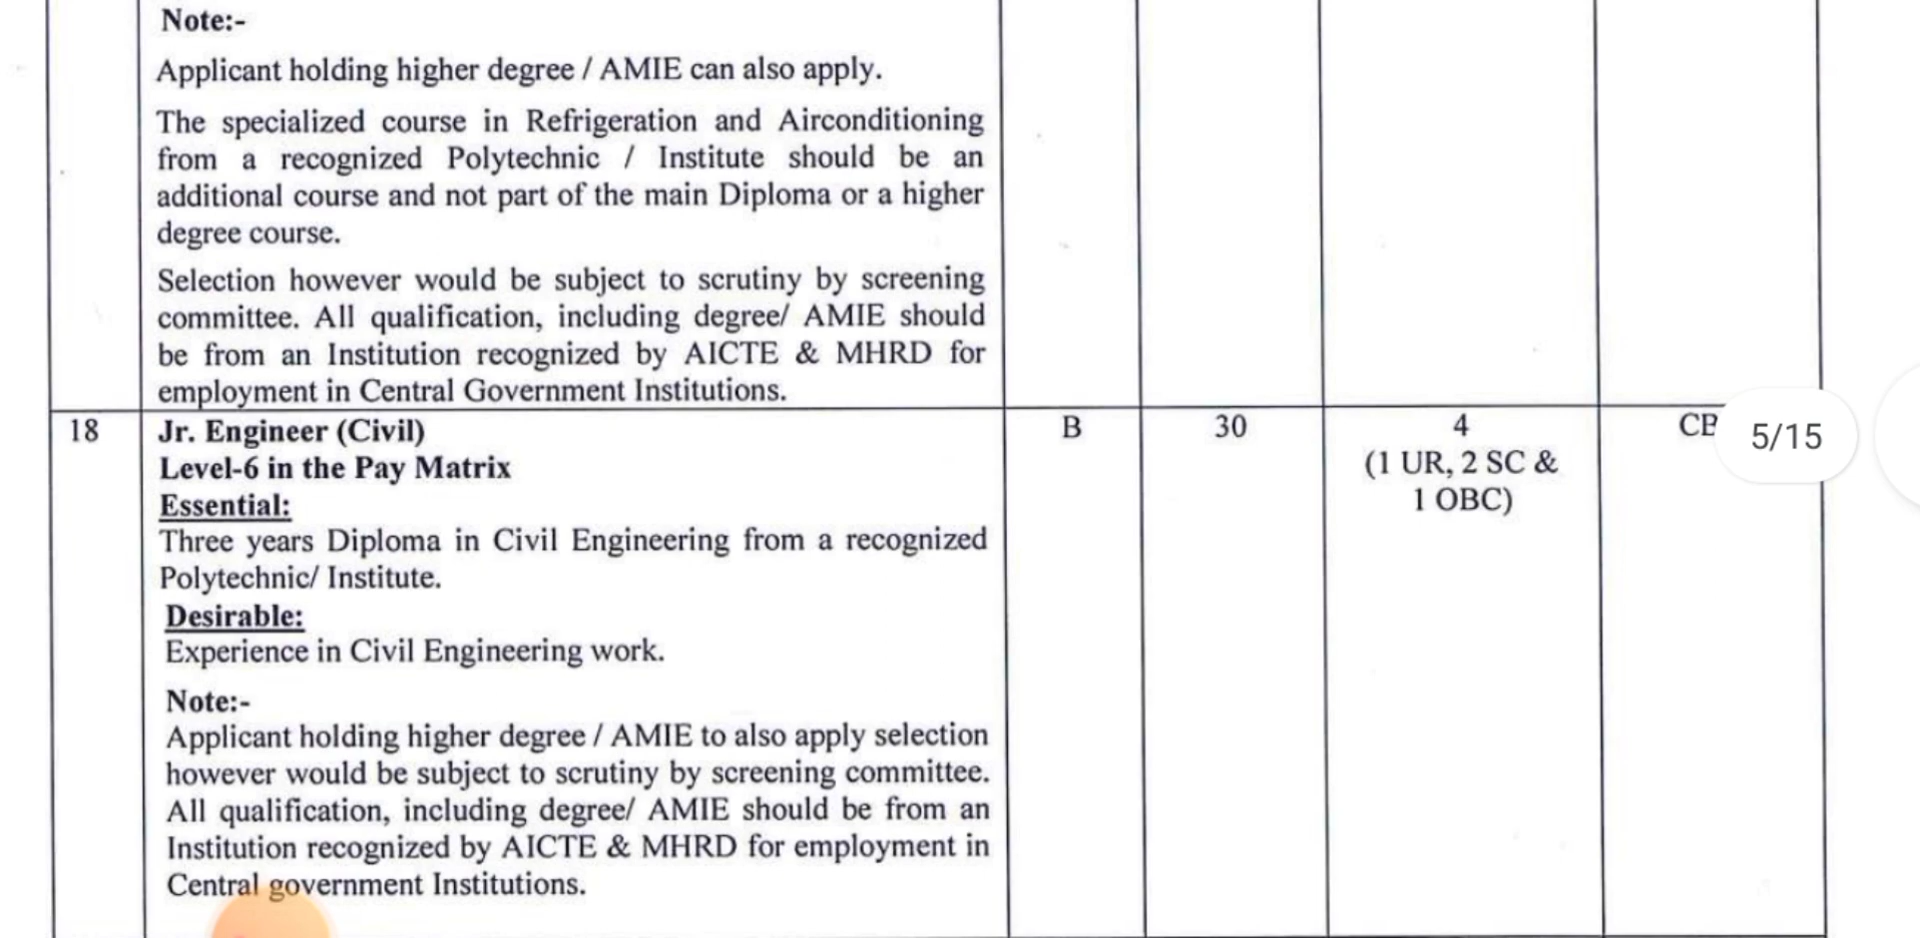 Note:-
Applicant holding higher degree / AMIE can also apply.
The specialized course in Refrigeration and Airconditioning
from a recognized Polytechnic / Institute should be an
additional course and not part of the main Diploma or a higher
degree course.
Selection however would be subject to scrutiny by screening
committee. All qualification, including degree/ AMIE should
be from an Institution recognized by AICTE & MHRD for
employment in Central Government Institutions.
18 Jr. Engineer (Civil) B 30 4
Level-6 in the Pay Matrix (1 UR, 2 SC &
Essential: 1 OBC)
5/15
Three years Diploma in Civil Engineering from a recognized
Polytechnic/ Institute.
Desirable:
Experience in Civil Engineering work.
Note:-
Applicant holding higher degree / AMIE to also apply selection
however would be subject to scrutiny by screening committee.
All qualification, including degree/ AMIE should be from an
Institution recognized by AICTE & MHRD for employment in
Central government Institutions.